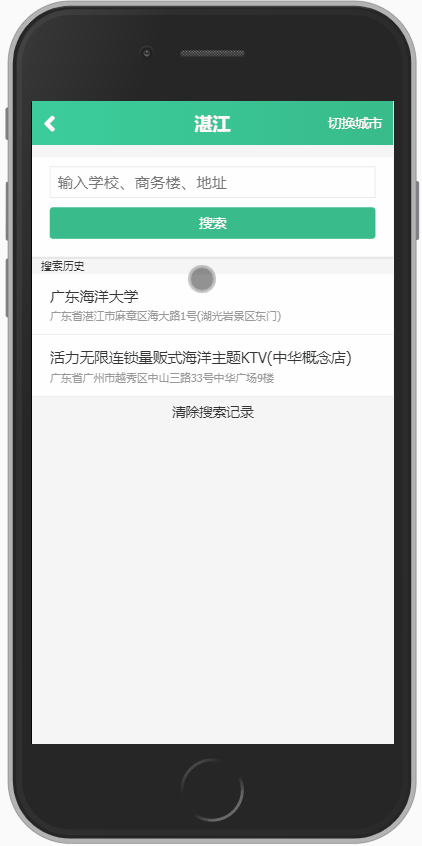 湛江
切换城市
输入学校、商务楼、地址
搜索
搜索历史
广东海洋大学
广东省湛江市麻章区海大路1号(湖光岩景区东门)
活力无限连锁量贩式海洋主题KTV(中华概念店)
广东省广州市越秀区中山三路33号中华广场9楼
清除搜索记录